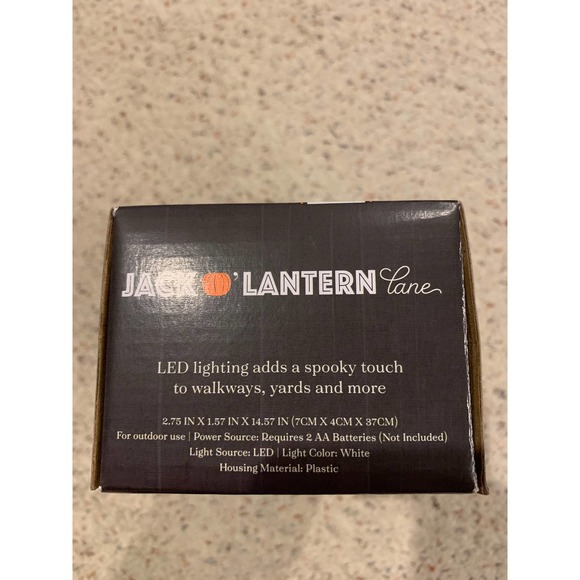 JACK O'LANTERN lane
LED lighting adds a spooky touch
to walkways, yards and more
2.75 IN X 1.57 IN X 14.57 IN (7CM X 4CM X 37CM)
For outdoor use | Power Source: Requires 2 AA Batteries (Not Included)
Light Source: LED | Light Color: White
Housing Material: Plastic